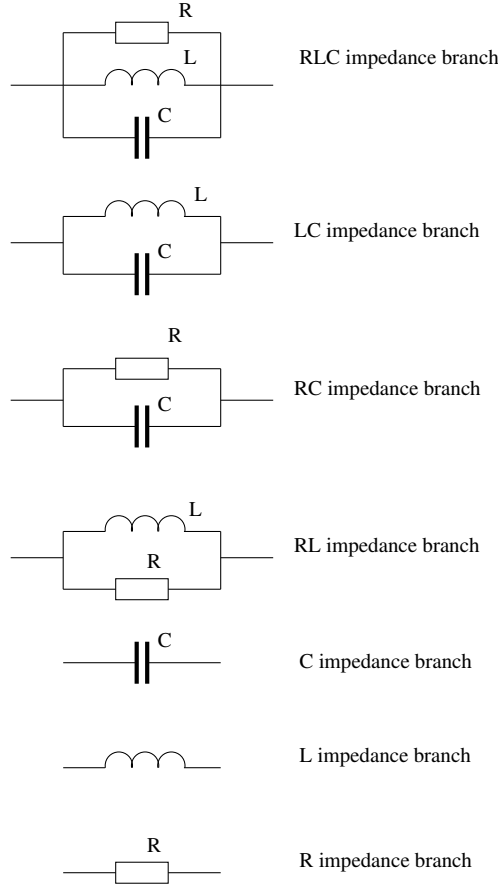 R
L
RLC impedance branch
C
L
LC impedance branch
C
R
RC impedance branch
C
L
RL impedance branch
R
C
C impedance branch
L impedance branch
R
R impedance branch